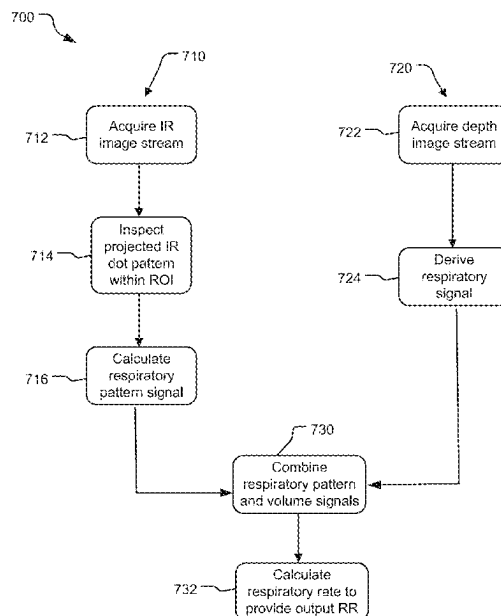 700
710
720
712
Acquire IR
image stream
722
Acquire depth
image stream
714
Inspect
projected IR
dot pattern
within ROI
724
Derive
respiratory
signal
716
Calculate
respiratory
pattern signal
730
Combine
respiratory pattern
and volume signals
732
Calculate
respiratory rate to
provide output RR